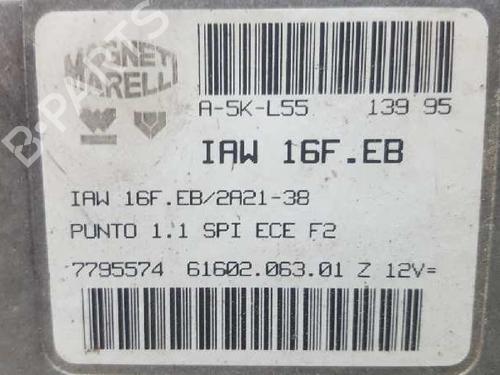 MAGNETI
MARELLI
A-5K-L55 139 95
IAW 16F.EB
IAW 16F.EB/2A21-38
PUNTO 1.1 SPI ECE F2
7795574 61602.063.01 Z 12V=